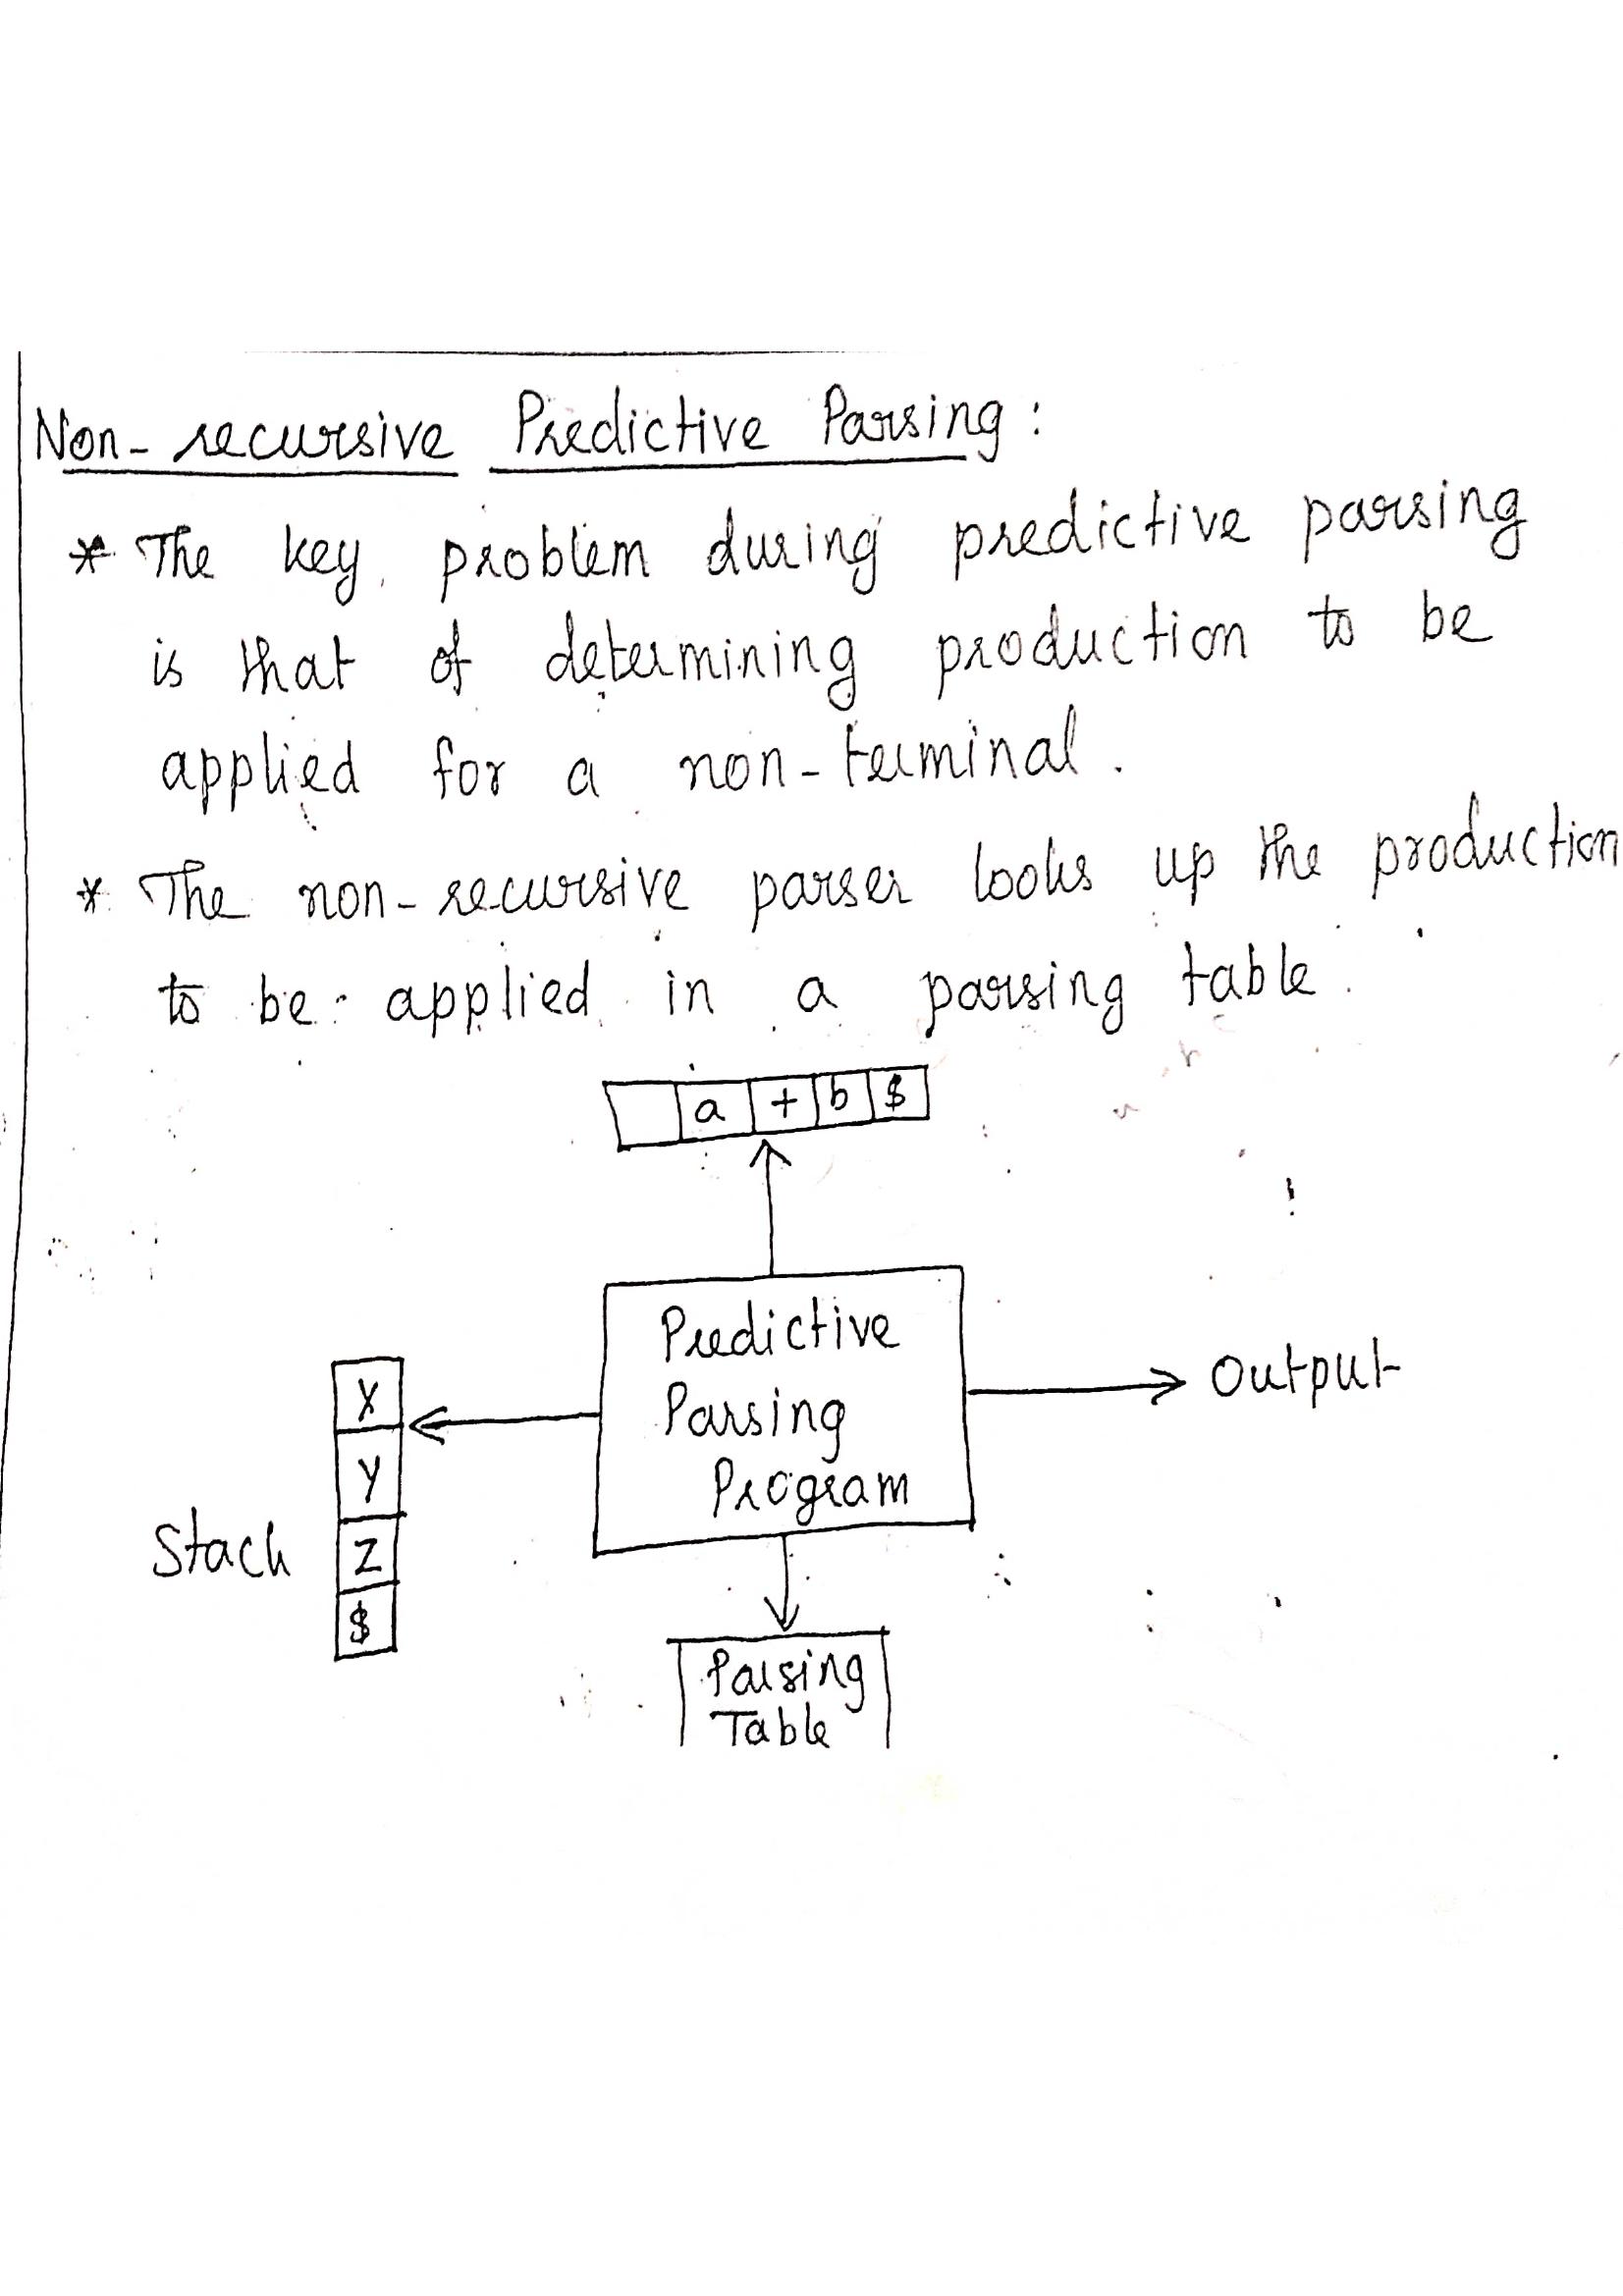 Non-recursive Predictive Parsing:
* The key problem during predictive parsing
is that of determining production to be
applied for a non-terminal.
* The non-recursive parser looks up the production
to be applied in a parsing table.
a + b $
Predictive
Parsing
Program
Output
X
Y
Z
$
Stack
Parsing
Table